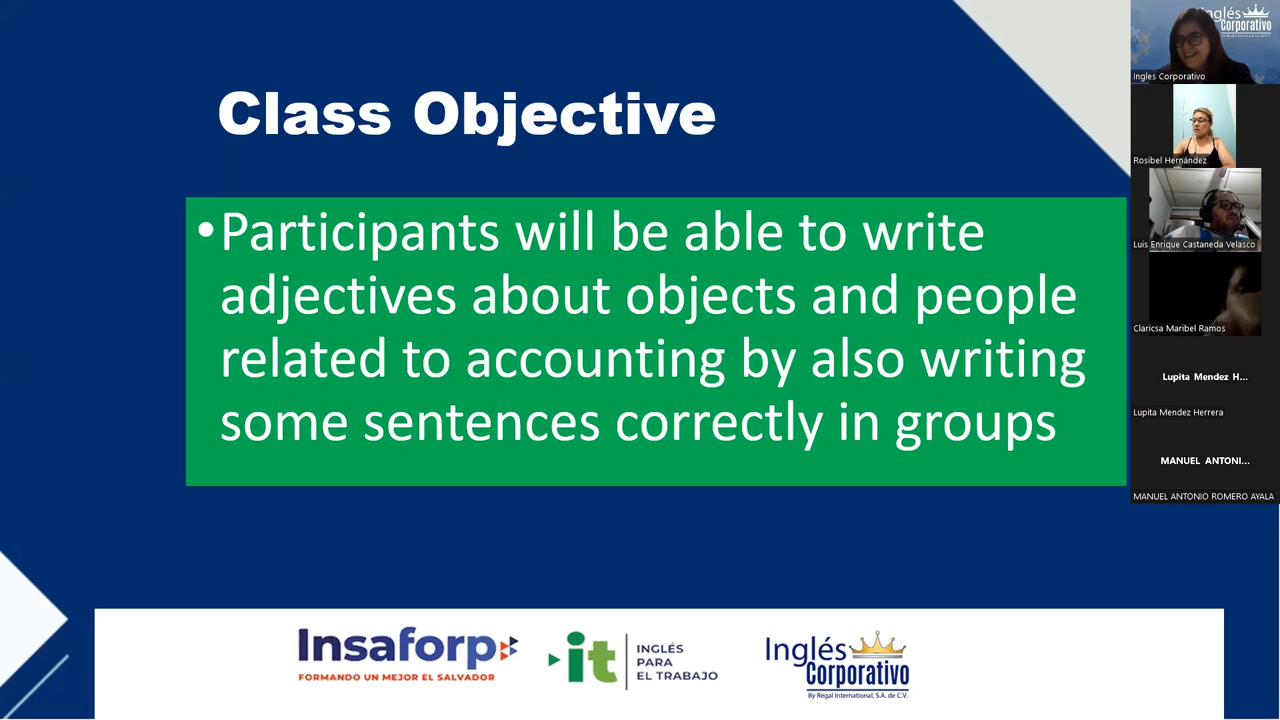 Class Objective
•Participants will be able to write
adjectives about objects and people
related to accounting by also writing
some sentences correctly in groups
Insaforp
FORMANDO UN MEJOR EL SALVADOR
it
INGLÉS
PARA
EL TRABAJO
Inglés
Corporativo
By Regal International, S.A. de C.V.
Inglés
Corporativo
Ingles Corporativo
Rosibel Hernández
Luis Enrique Castaneda Velasco
Claricsa Maribel Ramos
Lupita Mendez H...
Lupita Mendez Herrera
MANUEL ANTONI...
MANUEL ANTONIO ROMERO AYALA